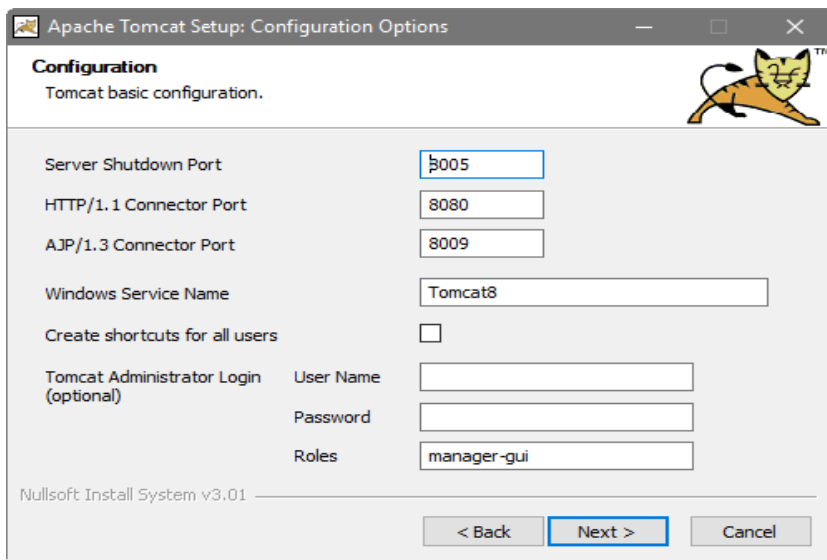 Apache Tomcat Setup: Configuration Options
Configuration
Tomcat basic configuration.
TM
Server Shutdown Port 8005
HTTP/1.1 Connector Port 8080
AJP/1.3 Connector Port 8009
Windows Service Name Tomcat8
Create shortcuts for all users
Tomcat Administrator Login User Name
(optional)
Password
Roles manager-gui
Nullsoft Install System v3.01
< Back Next > Cancel